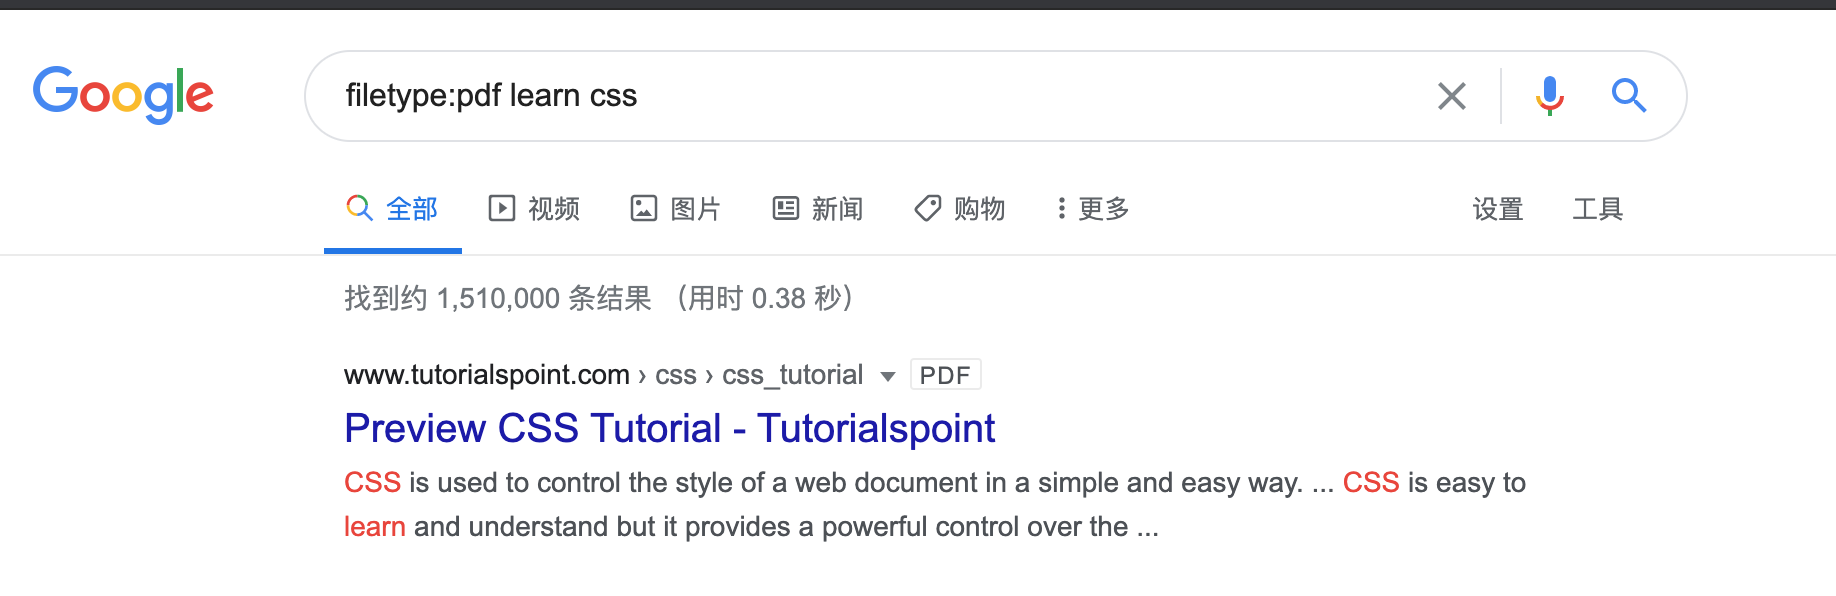 Google
filetype:pdf learn css
全部 视频 图片 新闻 购物 更多 设置 工具
找到约 1,510,000 条结果 （用时 0.38 秒）
www.tutorialspoint.com › css › css_tutorial PDF
Preview CSS Tutorial - Tutorialspoint
CSS is used to control the style of a web document in a simple and easy way. ... CSS is easy to
learn and understand but it provides a powerful control over the ...